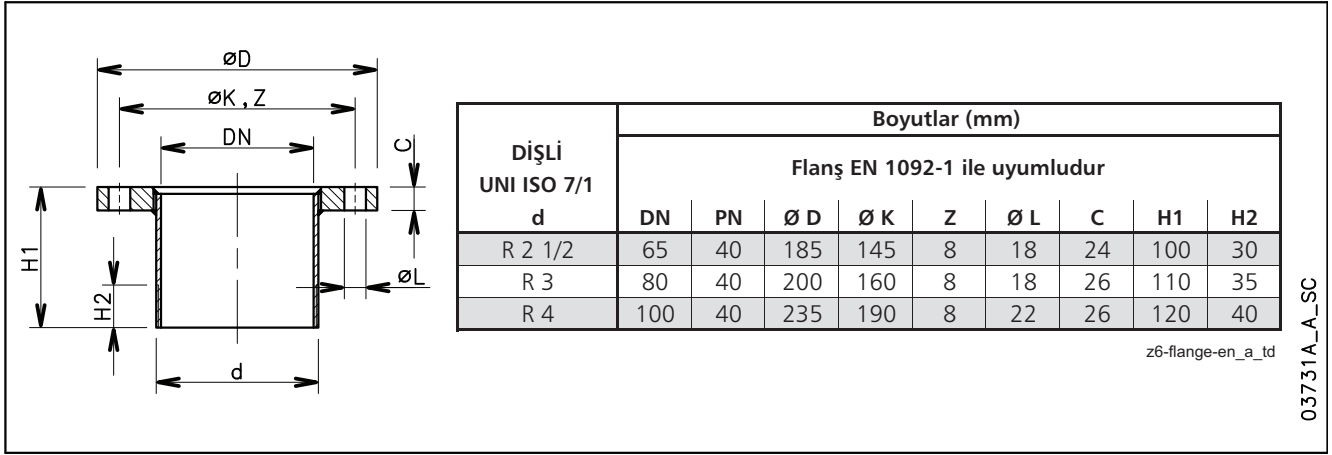 øD
øK , Z
DN
C
H1
H2
øL
d
DİŞLİ
UNI ISO 7/1
d
Boyutlar (mm)
Flanş EN 1092-1 ile uyumludur
DN PN Ø D Ø K Z Ø L C H1 H2
R 2 1/2 65 40 185 145 8 18 24 100 30
R 3 80 40 200 160 8 18 26 110 35
R 4 100 40 235 190 8 22 26 120 40
z6-flange-en_a_td
03731A_A_SC